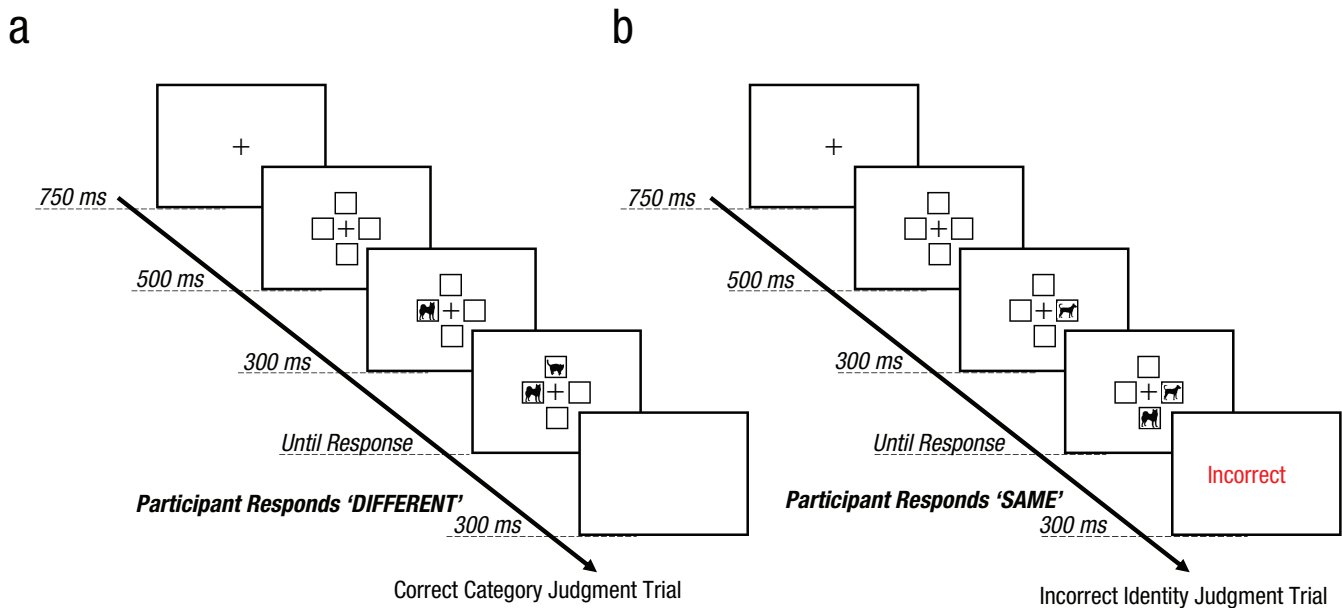 a
750 ms
500 ms
300 ms
Until Response
Participant Responds 'DIFFERENT'
300 ms
Correct Category Judgment Trial
b
750 ms
500 ms
300 ms
Until Response
Participant Responds 'SAME'
Incorrect
300 ms
Incorrect Identity Judgment Trial